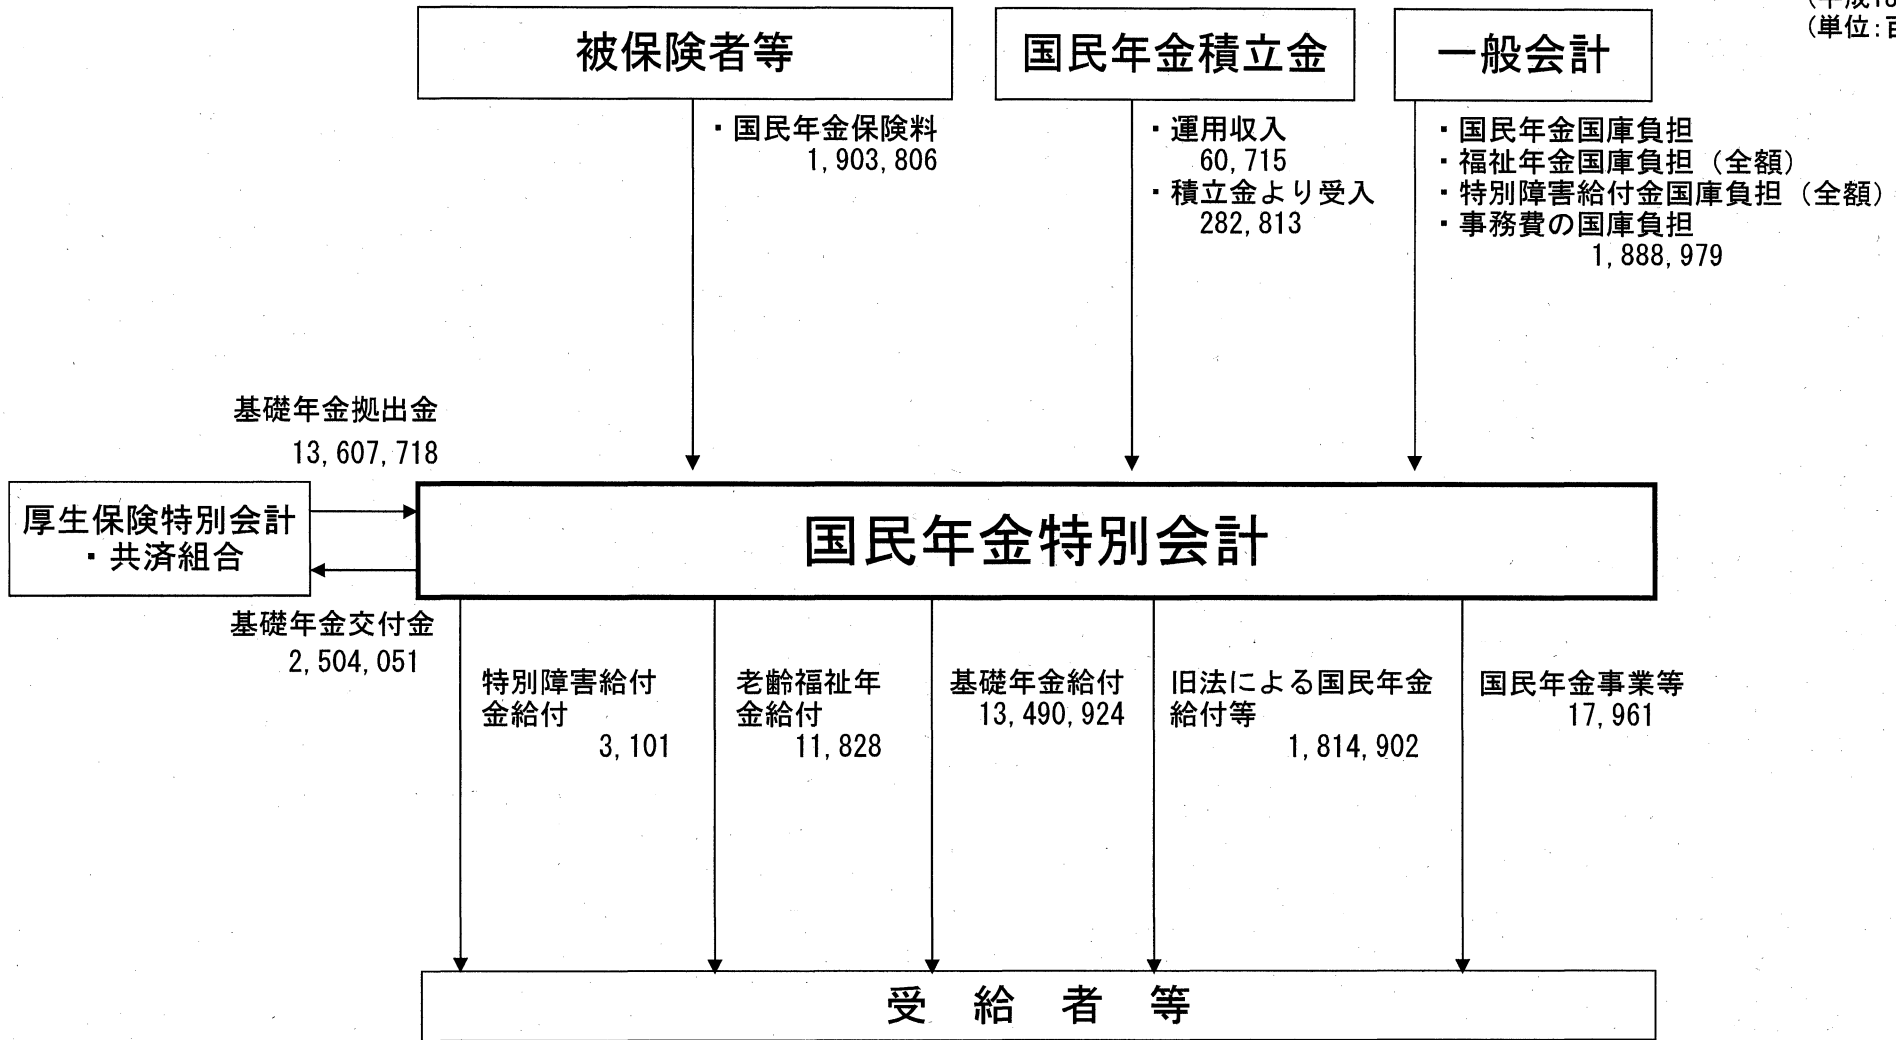 (単位:百
被保険者等
国民年金積立金
一般会計
・国民年金保険料
1,903,806
・運用収入
60,715
・積立金より受入
282,813
・国民年金国庫負担
・福祉年金国庫負担(全額)
・特別障害給付金国庫負担(全額)
・事務費の国庫負担
1,888,979
基礎年金拠出金
13,607,718
厚生保険特別会計
・共済組合
国民年金特別会計
基礎年金交付金
2,504,051
特別障害給付
金給付
3,101
老齢福祉年
金給付
11,828
基礎年金給付
13,490,924
旧法による国民年金
給付等
1,814,902
国民年金事業等
17,961
受給者等